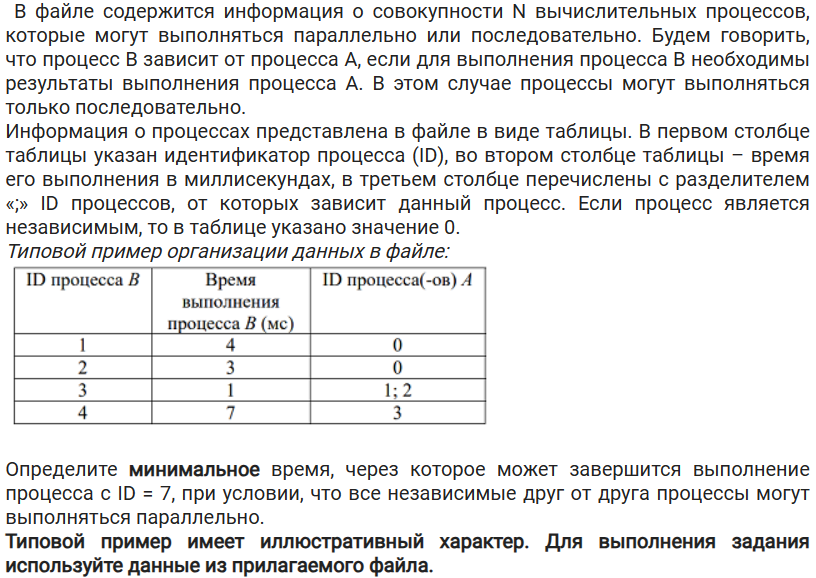 В файле содержится информация о совокупности N вычислительных процессов,
которые могут выполняться параллельно или последовательно. Будем говорить,
что процесс B зависит от процесса A, если для выполнения процесса B необходимы
результаты выполнения процесса A. В этом случае процессы могут выполняться
только последовательно.
Информация о процессах представлена в файле в виде таблицы. В первом столбце
таблицы указан идентификатор процесса (ID), во втором столбце таблицы – время
его выполнения в миллисекундах, в третьем столбце перечислены с разделителем
«;» ID процессов, от которых зависит данный процесс. Если процесс является
независимым, то в таблице указано значение 0.
Типовой пример организации данных в файле:
ID процесса B Время ID процесса(-ов) A
выполнения
процесса B (мс)
1 4 0
2 3 0
3 1 1; 2
4 7 3
Определите минимальное время, через которое может завершится выполнение
процесса с ID = 7, при условии, что все независимые друг от друга процессы могут
выполняться параллельно.
Типовой пример имеет иллюстративный характер. Для выполнения задания
используйте данные из прилагаемого файла.